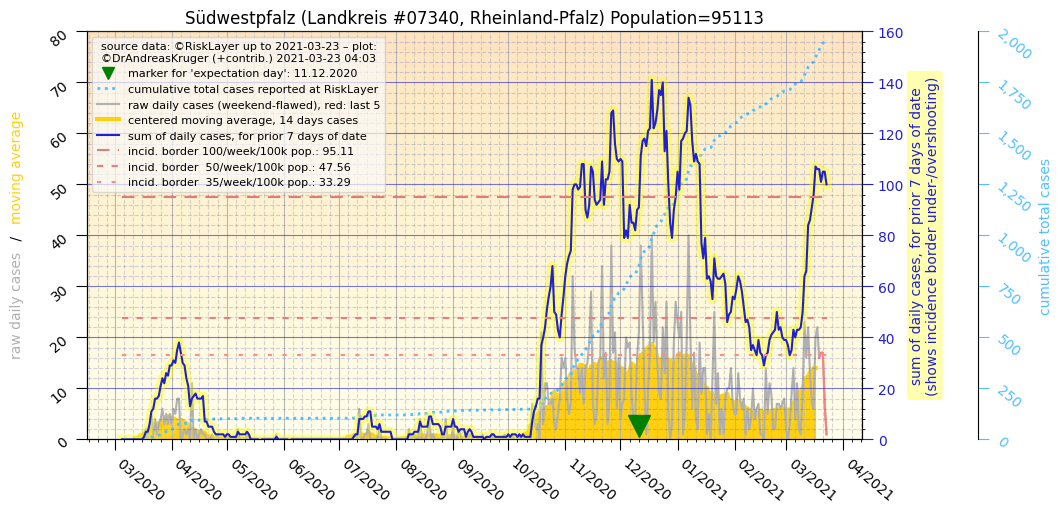 Südwestpfalz (Landkreis #07340, Rheinland-Pfalz) Population=95113
source data: ©RiskLayer up to 2021-03-23 – plot:
©DrAndreasKruger (+contrib.) 2021-03-23 04:03
marker for 'expectation day': 11.12.2020
cumulative total cases reported at RiskLayer
raw daily cases (weekend-flawed), red: last 5
centered moving average, 14 days cases
sum of daily cases, for prior 7 days of date
incid. border 100/week/100k pop.: 95.11
incid. border  50/week/100k pop.: 47.56
incid. border  35/week/100k pop.: 33.29
raw daily cases / moving average
80
70
60
50
40
30
20
10
0
03/2020
04/2020
05/2020
06/2020
07/2020
08/2020
09/2020
10/2020
11/2020
12/2020
01/2021
02/2021
03/2021
04/2021
160
140
120
100
80
60
40
20
0
sum of daily cases, for prior 7 days of date
(shows incidence border under-/overshooting)
2,000
1,750
1,500
1,250
1,000
750
500
250
0
cumulative total cases